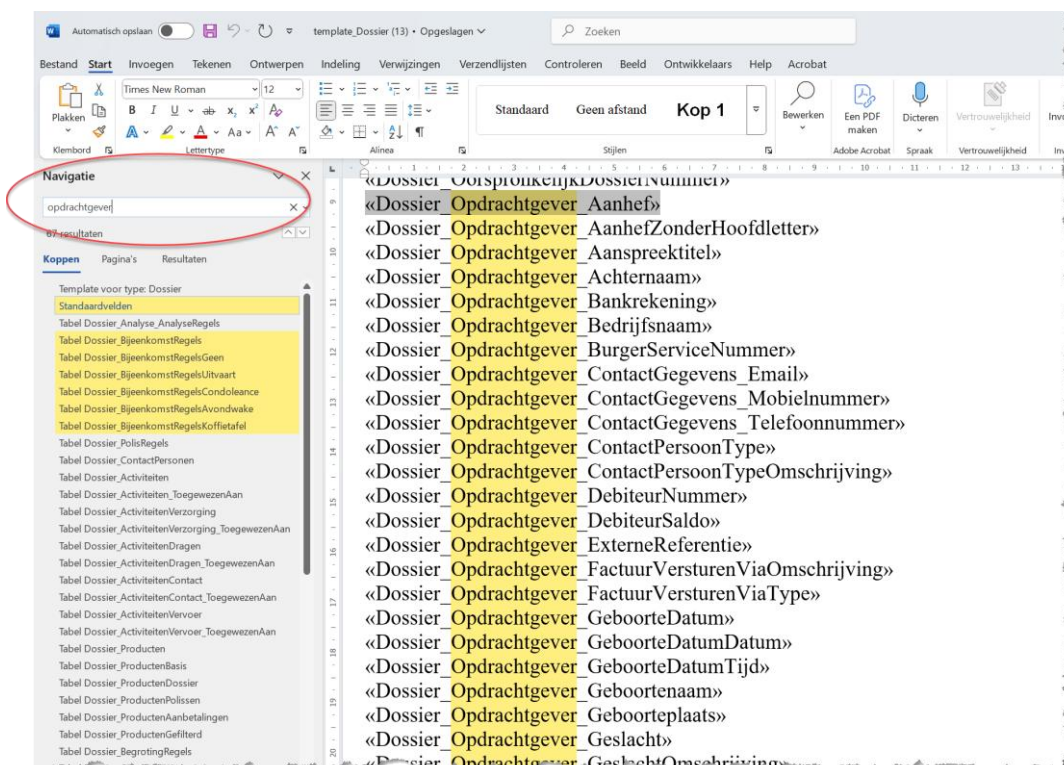 Automatisch opslaan
template_Dossier (13) • Opgeslagen
Zoeken
Bestand Start Invoegen Tekenen Ontwerpen Indeling Verwijzingen Verzendlijsten Controleren Beeld Ontwikkelaars Help Acrobat
Plakken
Times New Roman
12
B I U ab x₂ x² A
A A Aa A^ A˅
Standaard
Geen afstand
Kop 1
Bewerken
Een PDF maken
Dicteren
Vertrouwelijkheid
Klembord
Lettertype
Alinea
Stijlen
Adobe Acrobat
Spraak
Vertrouwelijkheid
Navigatie
opdrachtgever
67 resultaten
Koppen Pagina's Resultaten
Template voor type: Dossier
Standaardvelden
Tabel Dossier_Analyse_AnalyseRegels
Tabel Dossier_BijeenkomstRegels
Tabel Dossier_BijeenkomstRegelsGeen
Tabel Dossier_BijeenkomstRegelsUitvaart
Tabel Dossier_BijeenkomstRegelsCondoleance
Tabel Dossier_BijeenkomstRegelsAvondwake
Tabel Dossier_BijeenkomstRegelsKoffietafel
Tabel Dossier_PolisRegels
Tabel Dossier_ContactPersonen
Tabel Dossier_Activiteiten
Tabel Dossier_Activiteiten_ToegewezenAan
Tabel Dossier_ActiviteitenVerzorging
Tabel Dossier_ActiviteitenVerzorging_ToegewezenAan
Tabel Dossier_ActiviteitenDragen
Tabel Dossier_ActiviteitenDragen_ToegewezenAan
Tabel Dossier_ActiviteitenContact
Tabel Dossier_ActiviteitenContact_ToegewezenAan
Tabel Dossier_ActiviteitenVervoer
Tabel Dossier_ActiviteitenVervoer_ToegewezenAan
Tabel Dossier_Producten
Tabel Dossier_ProductenBasis
Tabel Dossier_ProductenDossier
Tabel Dossier_ProductenPolissen
Tabel Dossier_ProductenAanbetalingen
Tabel Dossier_ProductenGefilterd
Tabel Dossier_BegrotingRegels
«Dossier_OorspronkelijkDossierNummer»
«Dossier_Opdrachtgever_Aanhef»
«Dossier_Opdrachtgever_AanhefZonderHoofdletter»
«Dossier_Opdrachtgever_Aanspreektitel»
«Dossier_Opdrachtgever_Achternaam»
«Dossier_Opdrachtgever_Bankrekening»
«Dossier_Opdrachtgever_Bedrijfsnaam»
«Dossier_Opdrachtgever_BurgerServiceNummer»
«Dossier_Opdrachtgever_ContactGegevens_Email»
«Dossier_Opdrachtgever_ContactGegevens_Mobielnummer»
«Dossier_Opdrachtgever_ContactGegevens_Telefoonnummer»
«Dossier_Opdrachtgever_ContactPersoonType»
«Dossier_Opdrachtgever_ContactPersoonTypeOmschrijving»
«Dossier_Opdrachtgever_DebiteurNummer»
«Dossier_Opdrachtgever_DebiteurSaldo»
«Dossier_Opdrachtgever_ExterneReferentie»
«Dossier_Opdrachtgever_FactuurVersturenViaOmschrijving»
«Dossier_Opdrachtgever_FactuurVersturenViaType»
«Dossier_Opdrachtgever_GeboorteDatum»
«Dossier_Opdrachtgever_GeboorteDatumDatum»
«Dossier_Opdrachtgever_GeboorteDatumTijd»
«Dossier_Opdrachtgever_Geboortenaam»
«Dossier_Opdrachtgever_Geboorteplaats»
«Dossier_Opdrachtgever_Geslacht»
«Dossier_Opdrachtgever_GeslachtOmschrijving»